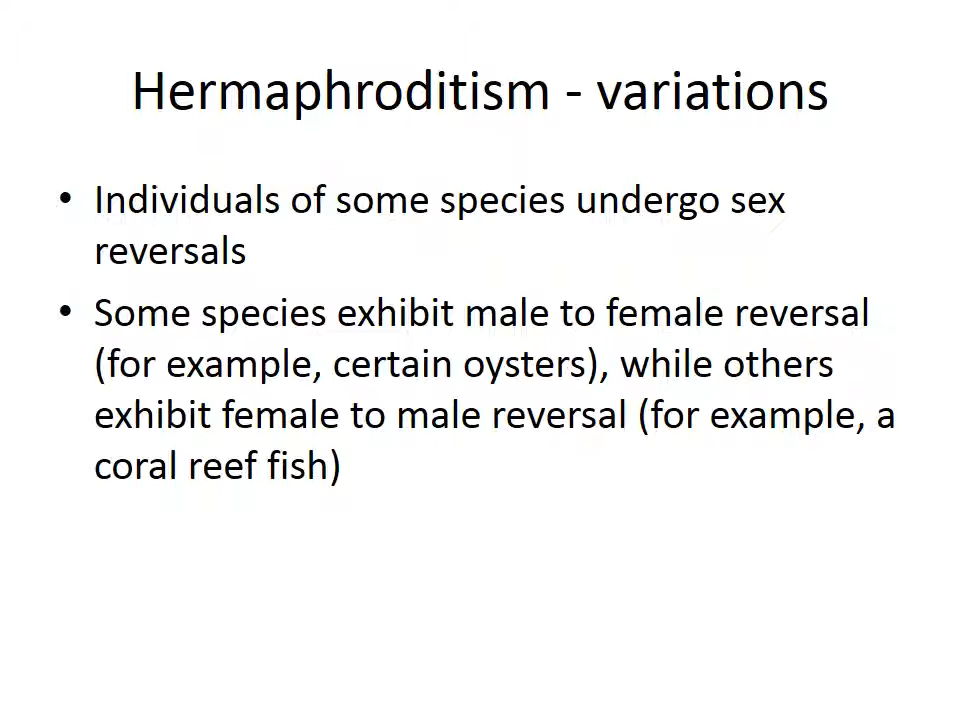 Hermaphroditism - variations
• Individuals of some species undergo sex
reversals
• Some species exhibit male to female reversal
(for example, certain oysters), while others
exhibit female to male reversal (for example, a
coral reef fish)